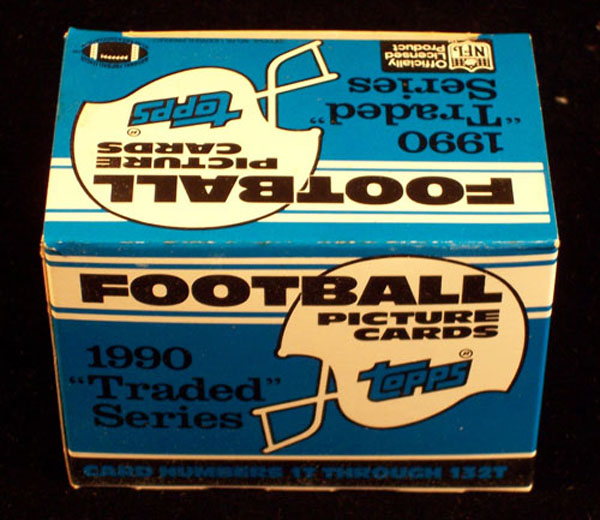 Officially
Licensed
Product
NFL
1990
"Traded"
Series
topps
®
FOOTBALL
PICTURE
CARDS
FOOTBALL
PICTURE
CARDS
1990
"Traded"
Series
topps
®
CARD NUMBERS 1T THROUGH 132T